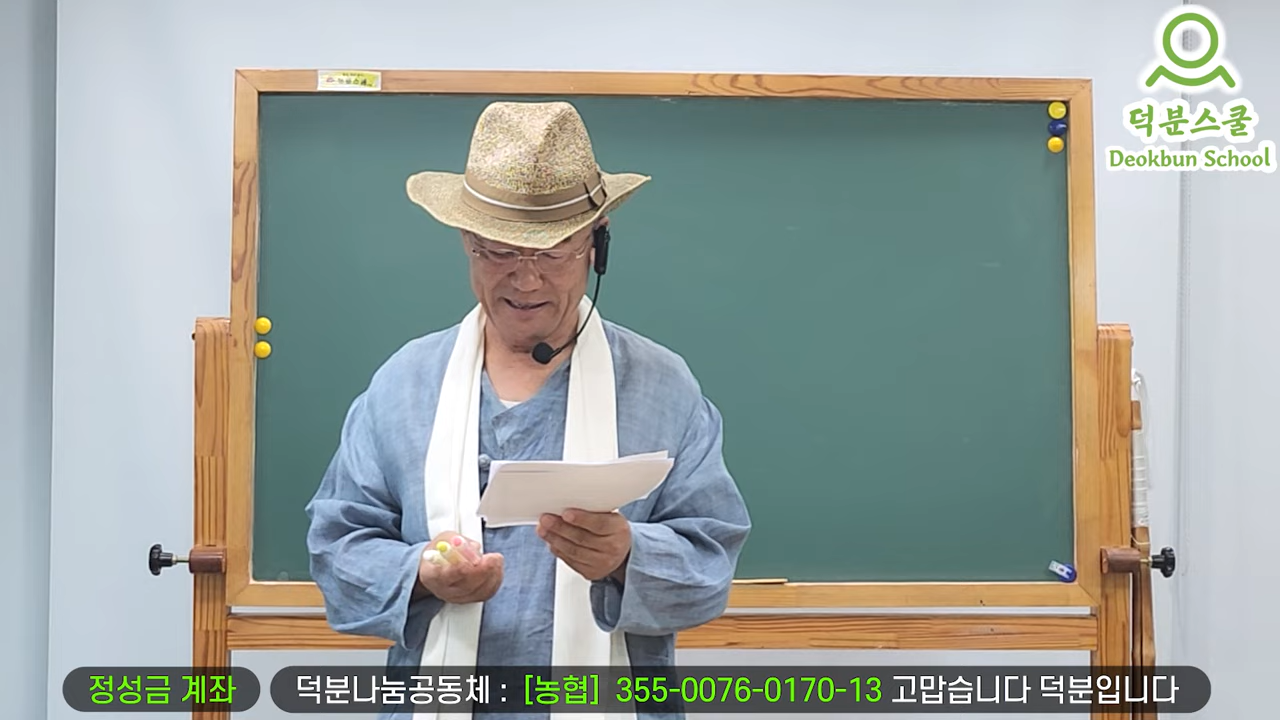 덕분스쿨
Deokbun School
정성금 계좌
덕분나눔공동체 : [농협] 355-0076-0170-13 고맙습니다 덕분입니다